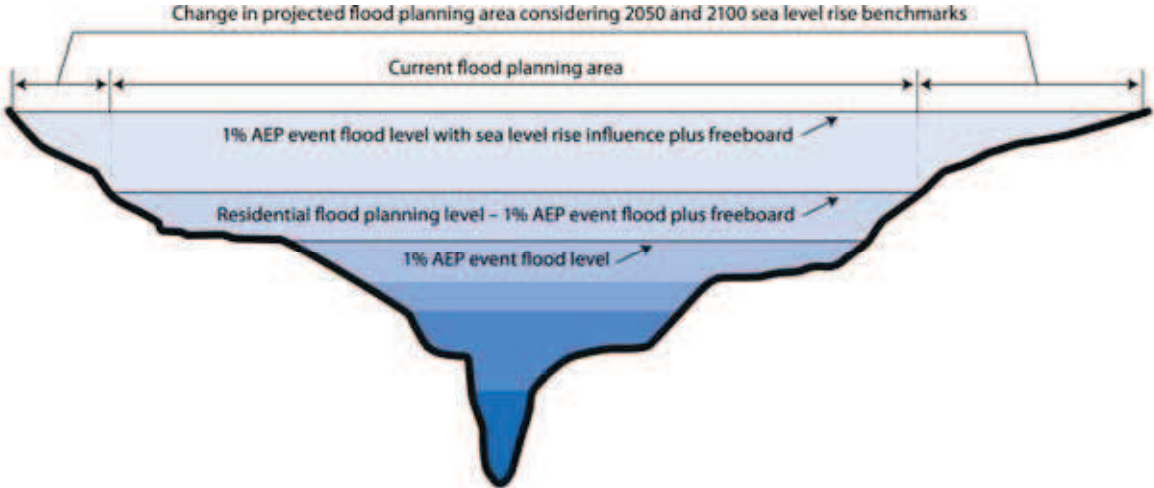 Change in projected flood planning area considering 2050 and 2100 sea level rise benchmarks
Current flood planning area
1% AEP event flood level with sea level rise influence plus freeboard
Residential flood planning level – 1% AEP event flood plus freeboard
1% AEP event flood level